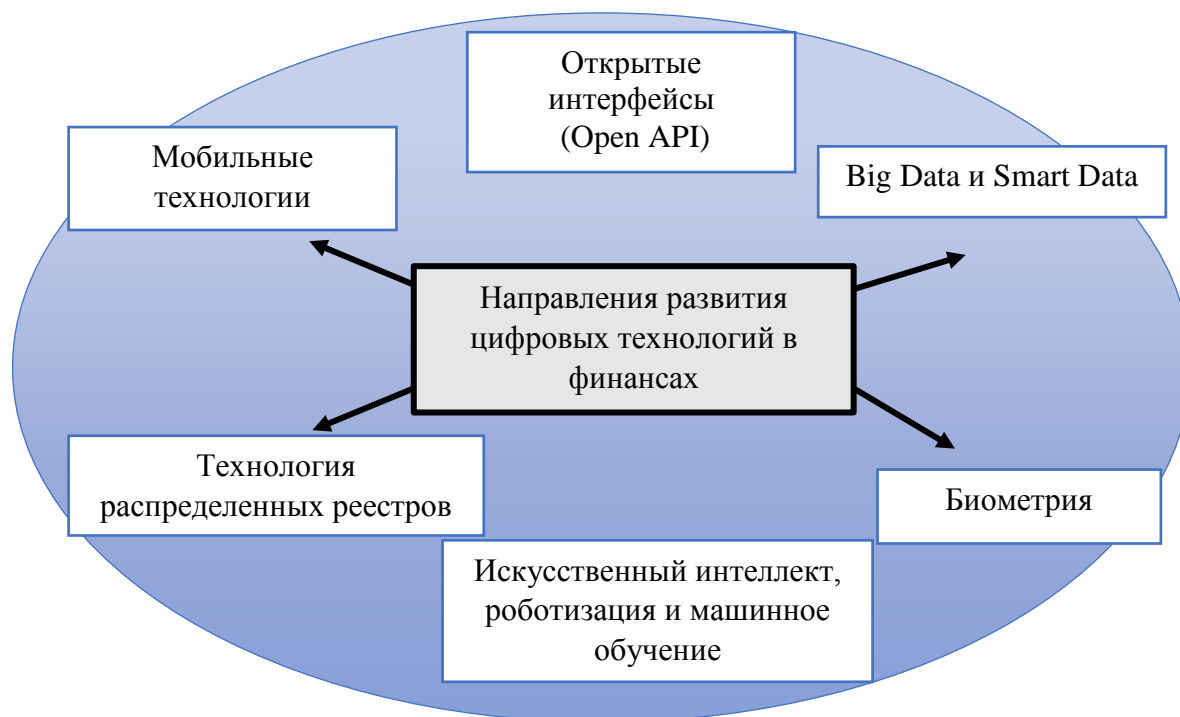 Открытые
интерфейсы
(Open API)
Мобильные
технологии
Big Data и Smart Data
Направления развития
цифровых технологий в
финансах
Технология
распределенных реестров
Биометрия
Искусственный интеллект,
роботизация и машинное
обучение